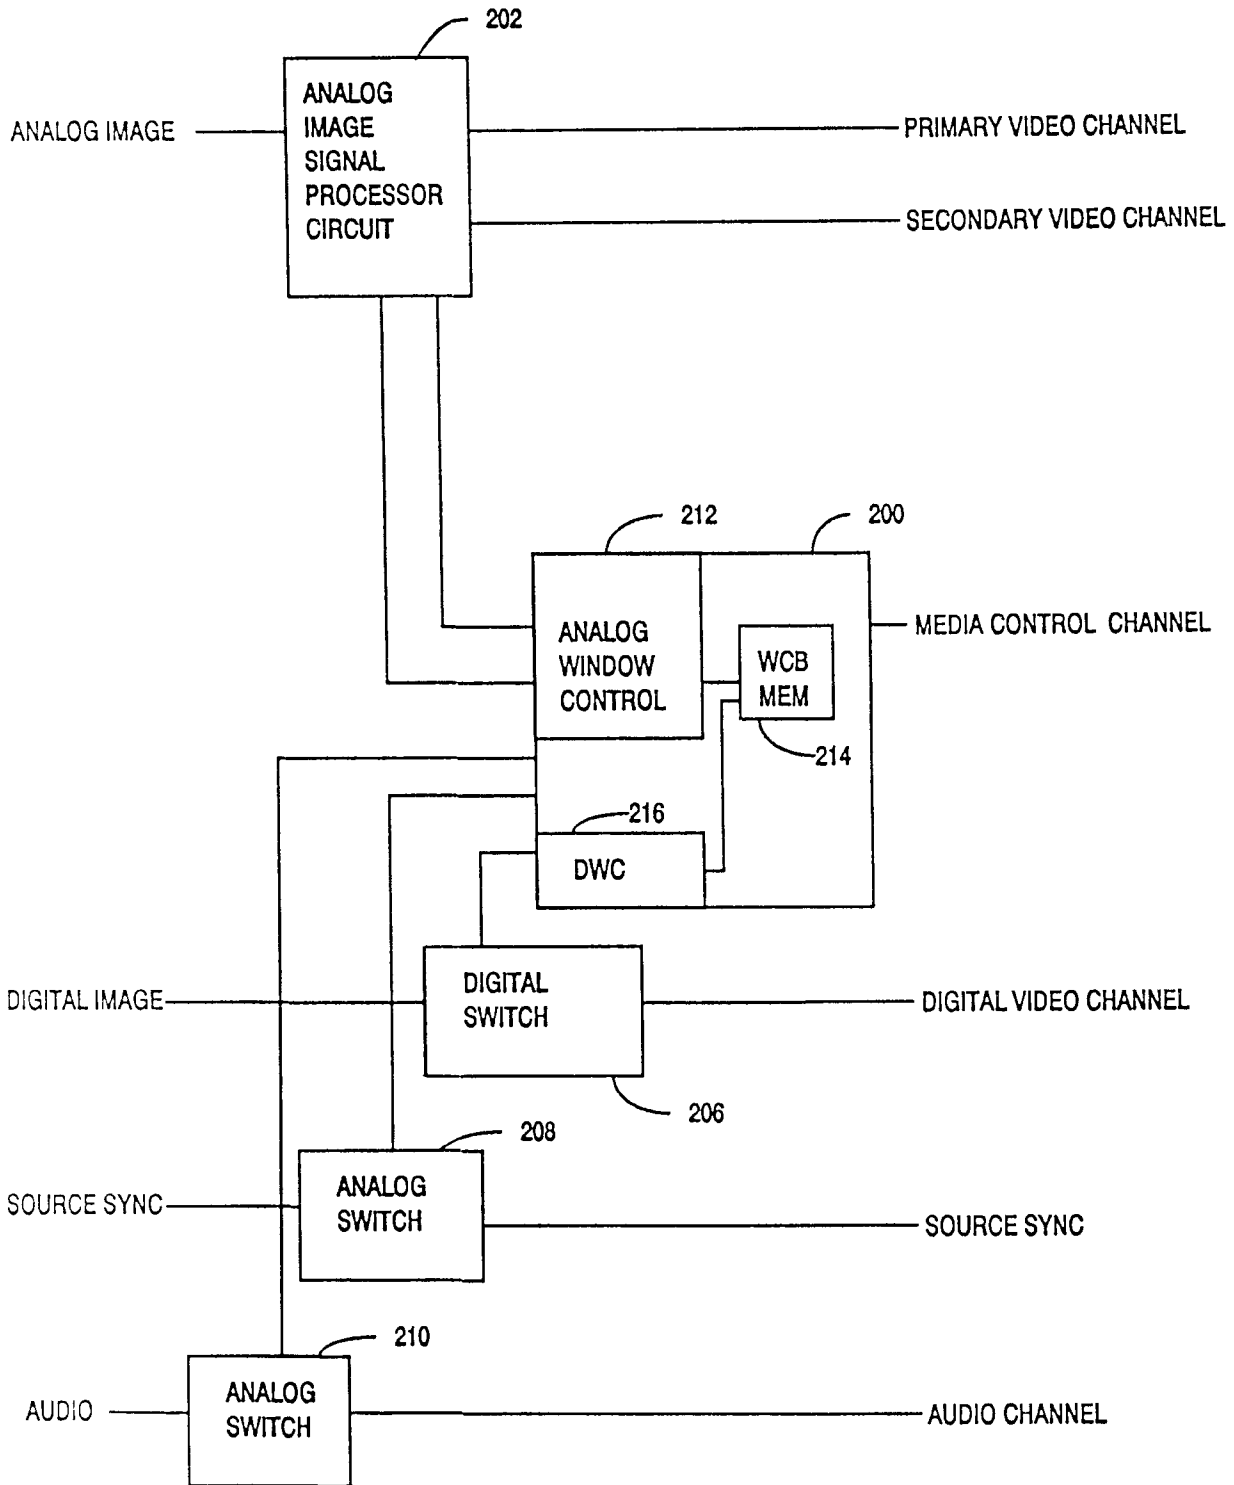 202
ANALOG
IMAGE
SIGNAL
PROCESSOR
CIRCUIT
ANALOG IMAGE
PRIMARY VIDEO CHANNEL
SECONDARY VIDEO CHANNEL
212
200
ANALOG
WINDOW
CONTROL
WCB
MEM
MEDIA CONTROL CHANNEL
214
216
DWC
DIGITAL IMAGE
DIGITAL
SWITCH
DIGITAL VIDEO CHANNEL
206
208
SOURCE SYNC
ANALOG
SWITCH
SOURCE SYNC
210
AUDIO
ANALOG
SWITCH
AUDIO CHANNEL